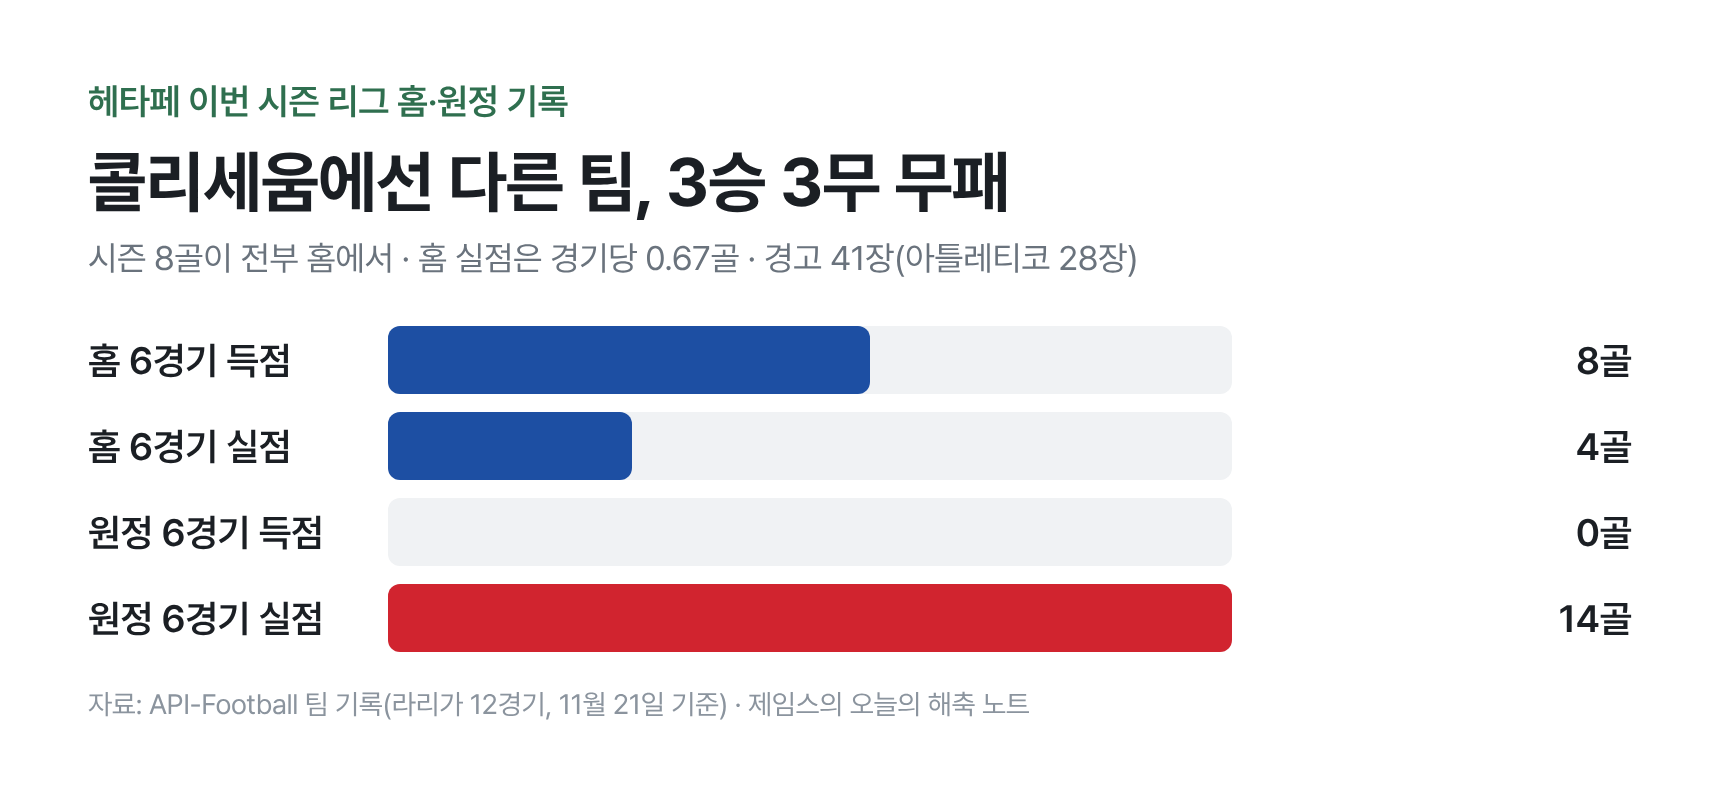 헤타페 이번 시즌 리그 홈·원정 기록
콜리세움에선 다른 팀, 3승 3무 무패
시즌 8골이 전부 홈에서 · 홈 실점은 경기당 0.67골 · 경고 41장(아틀레티코 28장)
홈 6경기 득점 8골
홈 6경기 실점 4골
원정 6경기 득점 0골
원정 6경기 실점 14골
자료: API-Football 팀 기록(라리가 12경기, 11월 21일 기준) · 제임스의 오늘의 해축 노트